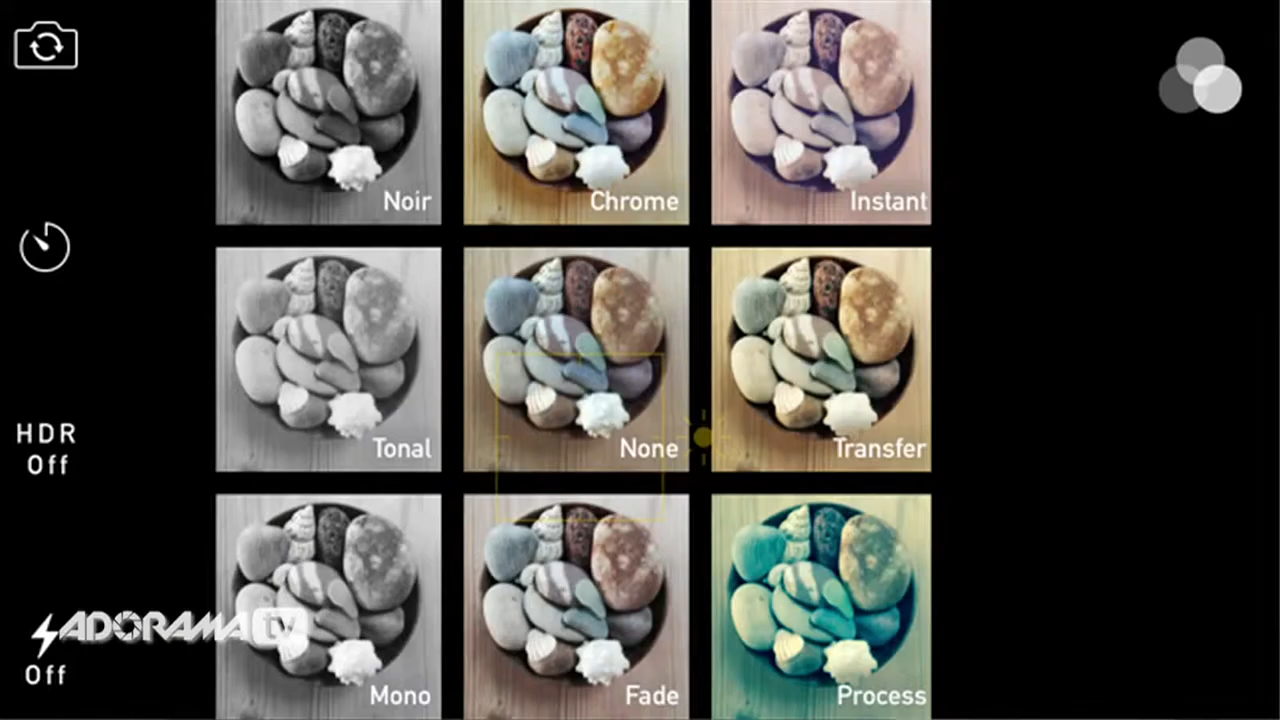 Noir
Chrome
Instant
Tonal
None
Transfer
HDR
Off
ADORAMA tv
Off
Mono
Fade
Process